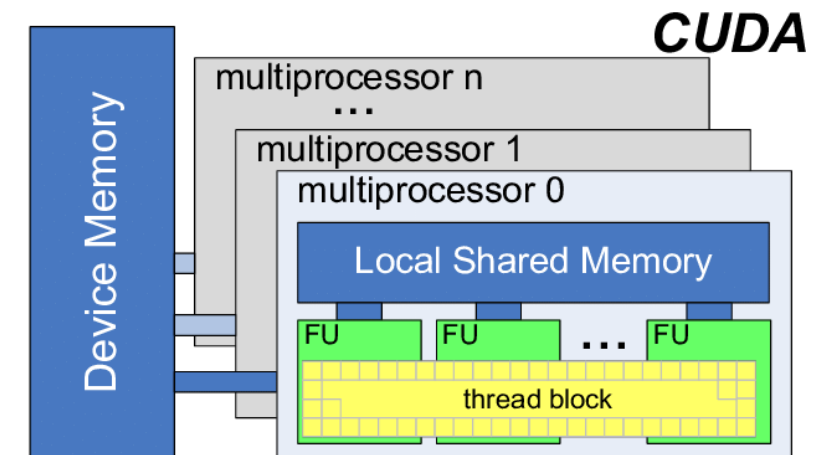 CUDA
Device Memory
multiprocessor n
...
multiprocessor 1
multiprocessor 0
Local Shared Memory
FU FU ... FU
thread block